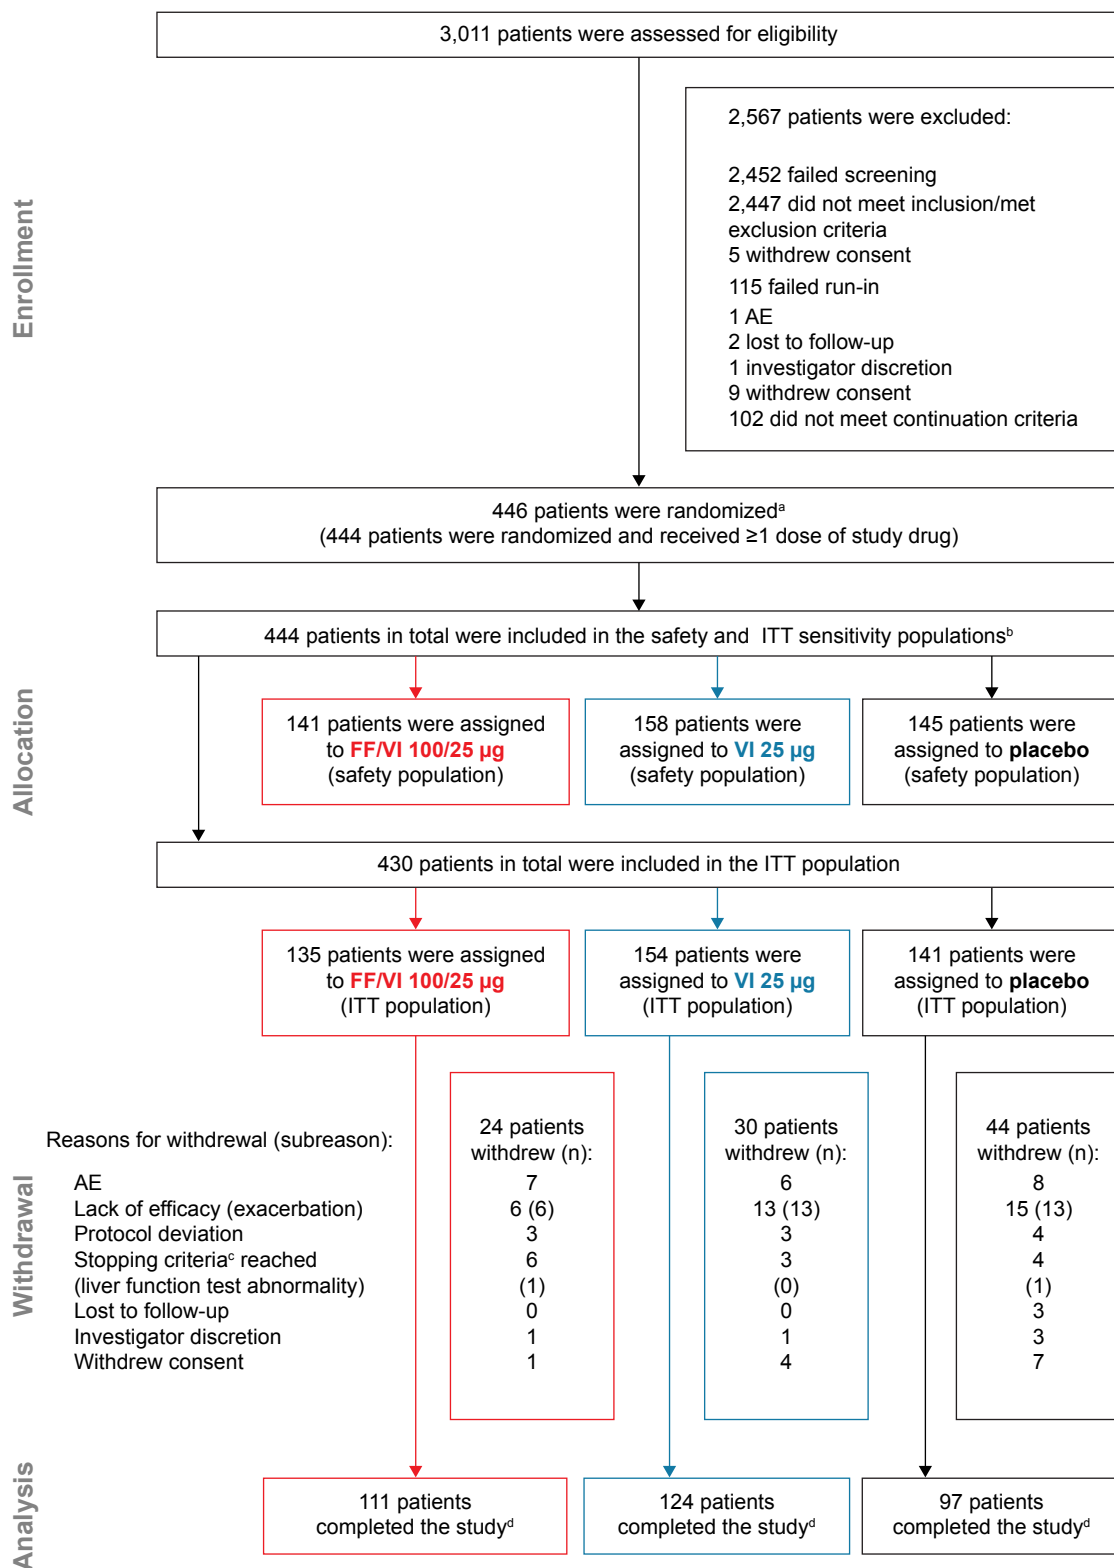 3,011 patients were assessed for eligibility
Enrollment
2,567 patients were excluded:
2,452 failed screening
2,447 did not meet inclusion/met
exclusion criteria
5 withdrew consent
115 failed run-in
1 AE
2 lost to follow-up
1 investigator discretion
9 withdrew consent
102 did not meet continuation criteria
446 patients were randomizedᵃ
(444 patients were randomized and received ≥1 dose of study drug)
444 patients in total were included in the safety and ITT sensitivity populationsᵇ
Allocation
141 patients were assigned
to FF/VI 100/25 µg
(safety population)
158 patients were
assigned to VI 25 µg
(safety population)
145 patients were
assigned to placebo
(safety population)
430 patients in total were included in the ITT population
135 patients were assigned
to FF/VI 100/25 µg
(ITT population)
154 patients were
assigned to VI 25 µg
(ITT population)
141 patients were
assigned to placebo
(ITT population)
Withdrawal
24 patients 30 patients 44 patients
Reasons for withdrewal (subreason): withdrew (n): withdrew (n): withdrew (n):
AE 7 6 8
Lack of efficacy (exacerbation) 6 (6) 13 (13) 15 (13)
Protocol deviation 3 3 4
Stopping criteriaᶜ reached 6 3 4
(liver function test abnormality) (1) (0) (1)
Lost to follow-up 0 0 3
Investigator discretion 1 1 3
Withdrew consent 1 4 7
Analysis
111 patients
completed the studyᵈ
124 patients
completed the studyᵈ
97 patients
completed the studyᵈ